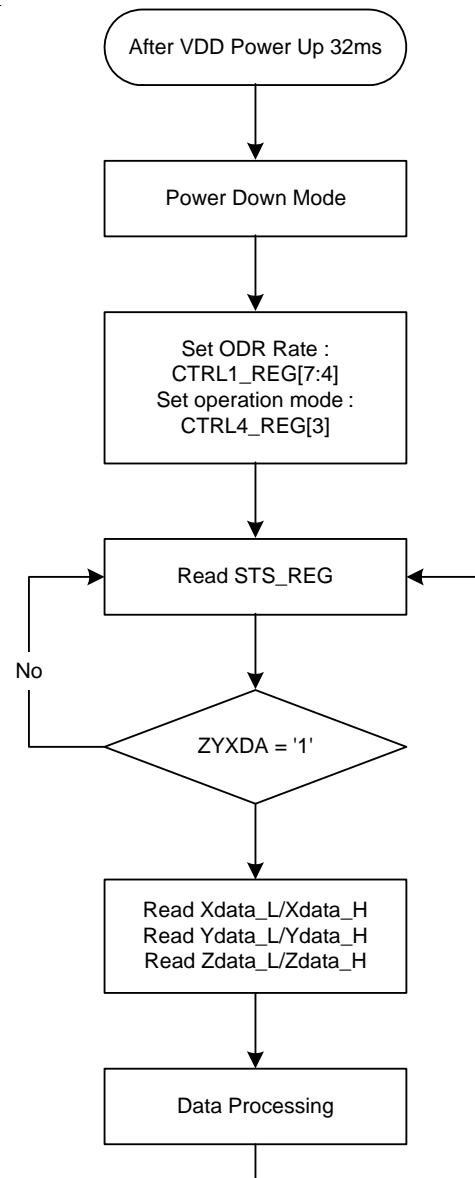 After VDD Power Up 32ms
Power Down Mode
Set ODR Rate :
CTRL1_REG[7:4]
Set operation mode :
CTRL4_REG[3]
Read STS_REG
No
ZYXDA = '1'
Read Xdata_L/Xdata_H
Read Ydata_L/Ydata_H
Read Zdata_L/Zdata_H
Data Processing